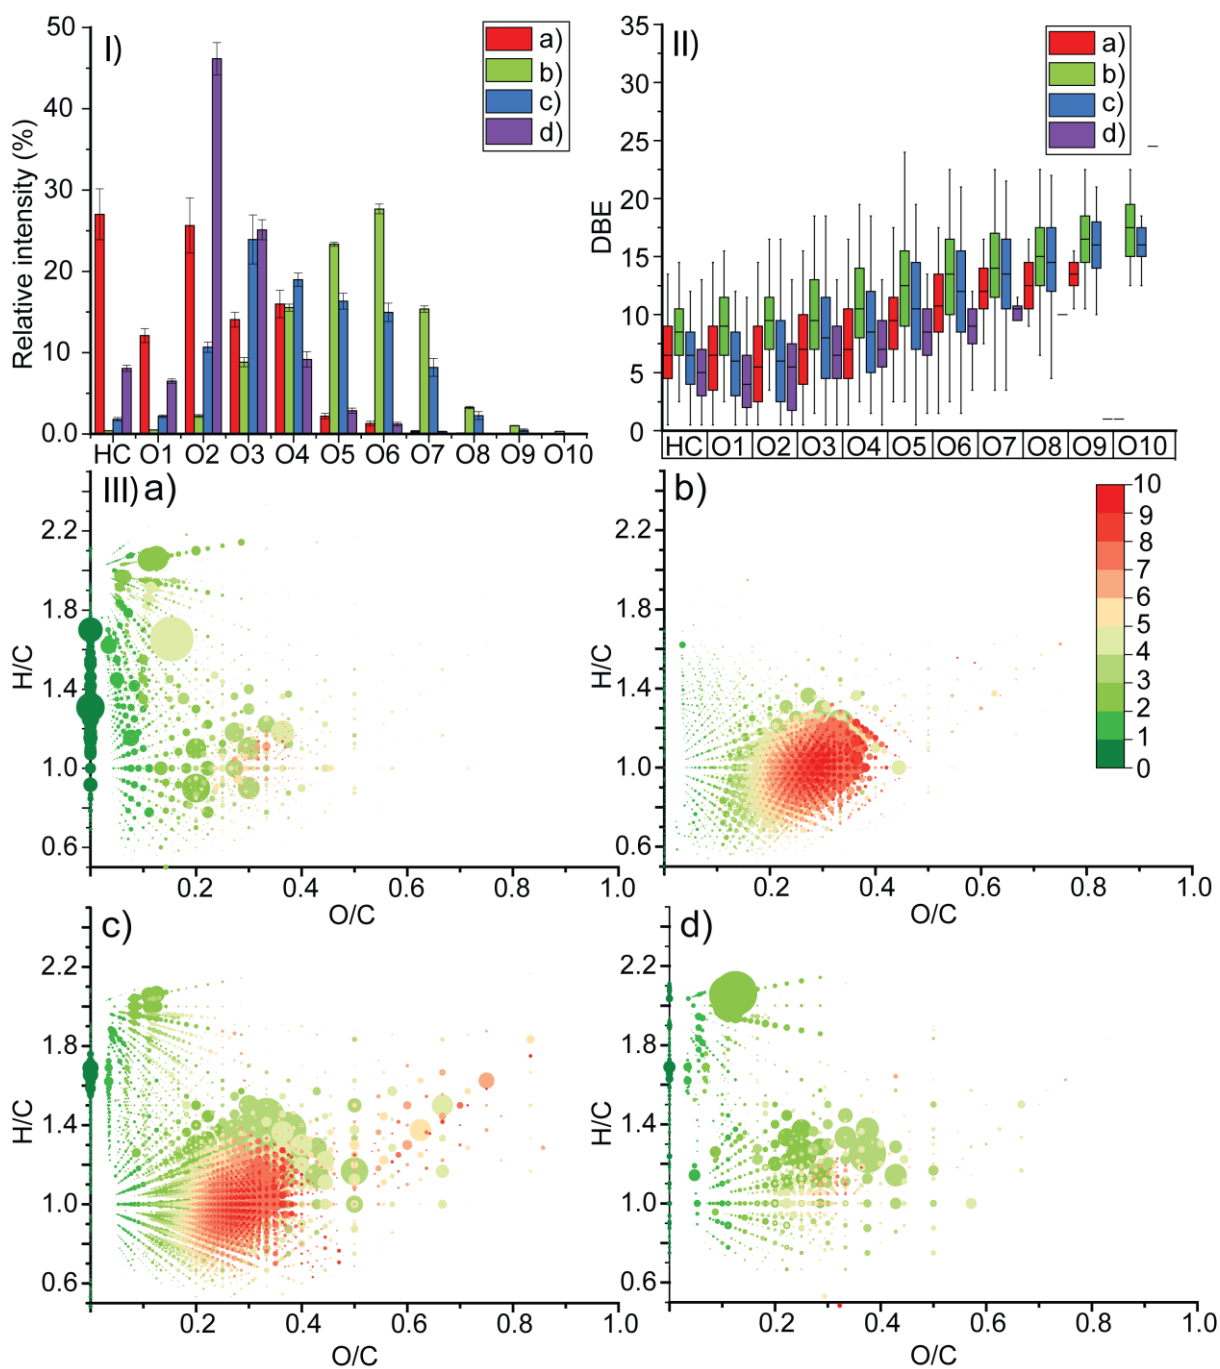 I)
a)
b)
c)
d)
Relative intensity (%)
50
40
30
20
10
0.0
HC O1 O2 O3 O4 O5 O6 O7 O8 O9 O10
II)
a)
b)
c)
d)
DBE
35
30
25
20
15
10
5
0
HC O1 O2 O3 O4 O5 O6 O7 O8 O9 O10
III) a)
H/C
2.2
1.8
1.4
1.0
0.6
0.2 0.4 0.6 0.8 1.0
O/C
b)
H/C
2.2
1.8
1.4
1.0
0.6
0.2 0.4 0.6 0.8 1.0
O/C
10
9
8
7
6
5
4
3
2
1
0
c)
H/C
2.2
1.8
1.4
1.0
0.6
0.2 0.4 0.6 0.8 1.0
O/C
d)
H/C
2.2
1.8
1.4
1.0
0.6
0.2 0.4 0.6 0.8 1.0
O/C